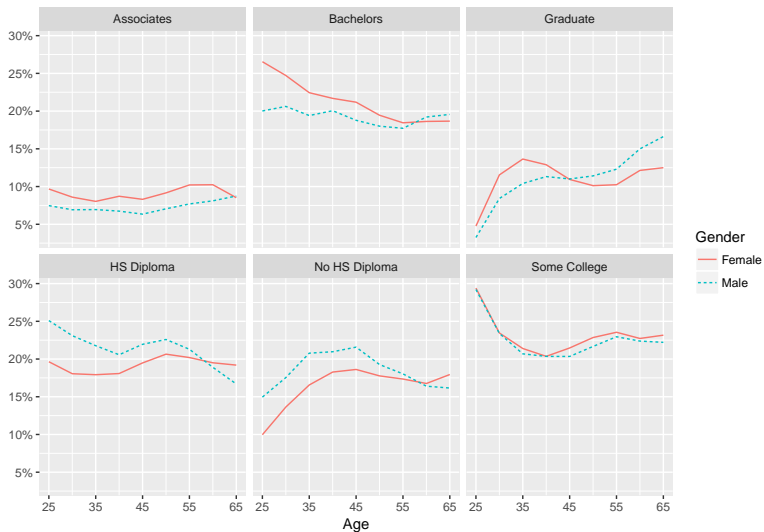 Associates
Bachelors
Graduate
30%
25%
20%
15%
10%
5%
HS Diploma
No HS Diploma
Some College
30%
25%
20%
15%
10%
5%
25 35 45 55 65
25 35 45 55 65
25 35 45 55 65
Age
Gender
Female
Male